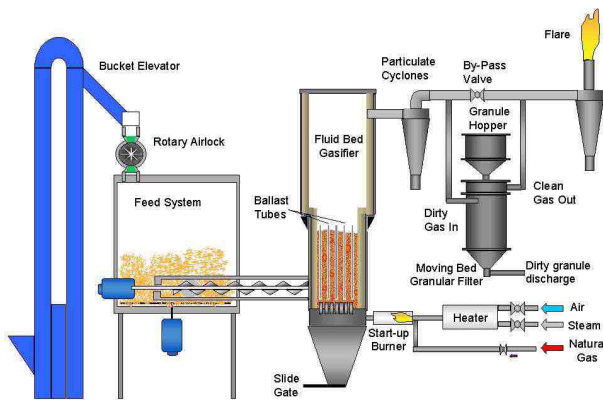 Flare
Particulate
Cyclones
By-Pass
Valve
Bucket Elevator
Granule
Hopper
Rotary Airlock
Fluid Bed
Gasifier
Feed System
Ballast
Tubes
Clean
Gas Out
Dirty
Gas In
Moving Bed
Granular Filter
Dirty granule
discharge
Heater
Air
Steam
Start-up
Burner
Natural
Gas
Slide
Gate